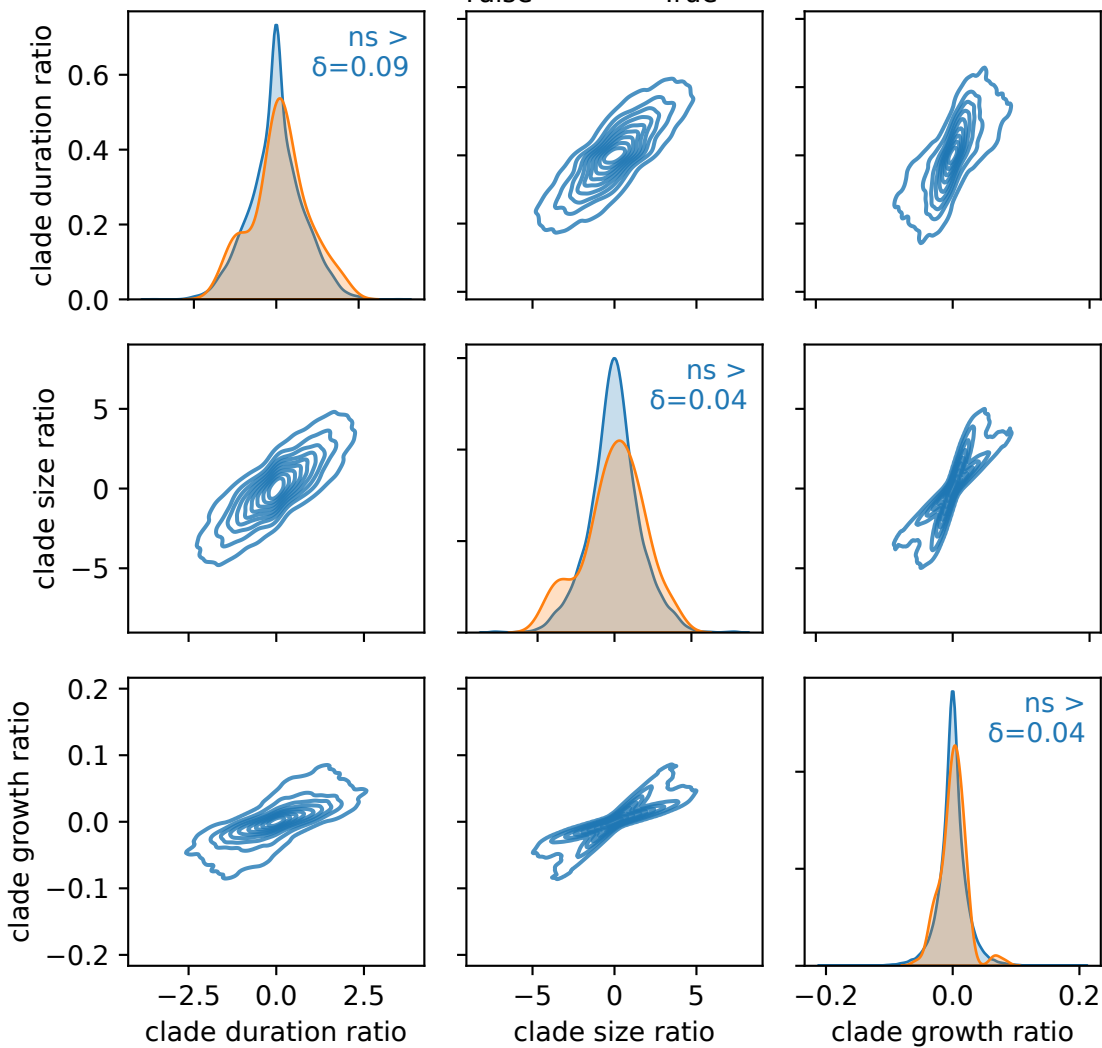 clade duration ratio
0.6
0.4
0.2
0.0
ns >
δ=0.09
clade size ratio
5
0
−5
ns >
δ=0.04
clade growth ratio
0.2
0.1
0.0
−0.1
−0.2
ns >
δ=0.04
−2.5 0.0 2.5
−5 0 5
−0.2 0.0 0.2
clade duration ratio
clade size ratio
clade growth ratio